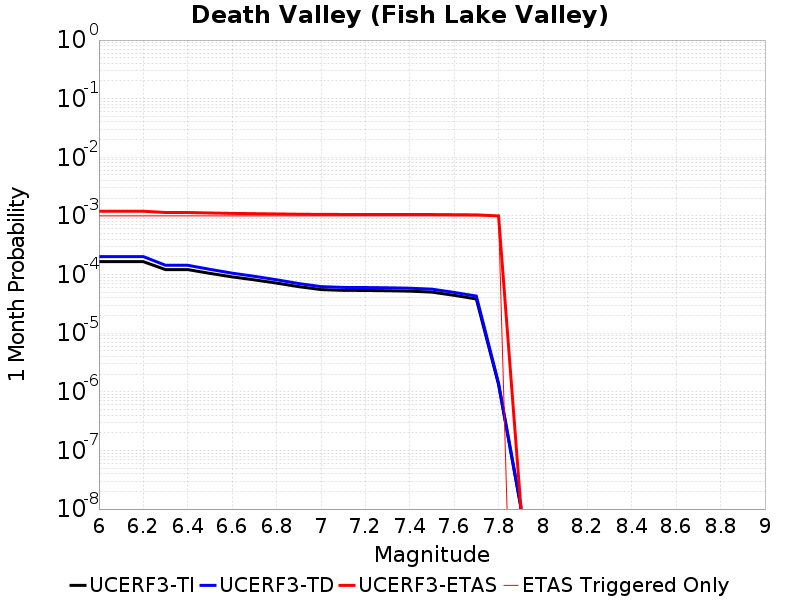 Death Valley (Fish Lake Valley)
1 Month Probability
10^0
10^-1
10^-2
10^-3
10^-4
10^-5
10^-6
10^-7
10^-8
6 6.2 6.4 6.6 6.8 7 7.2 7.4 7.6 7.8 8 8.2 8.4 8.6 8.8 9
Magnitude
UCERF3-TI UCERF3-TD UCERF3-ETAS ETAS Triggered Only